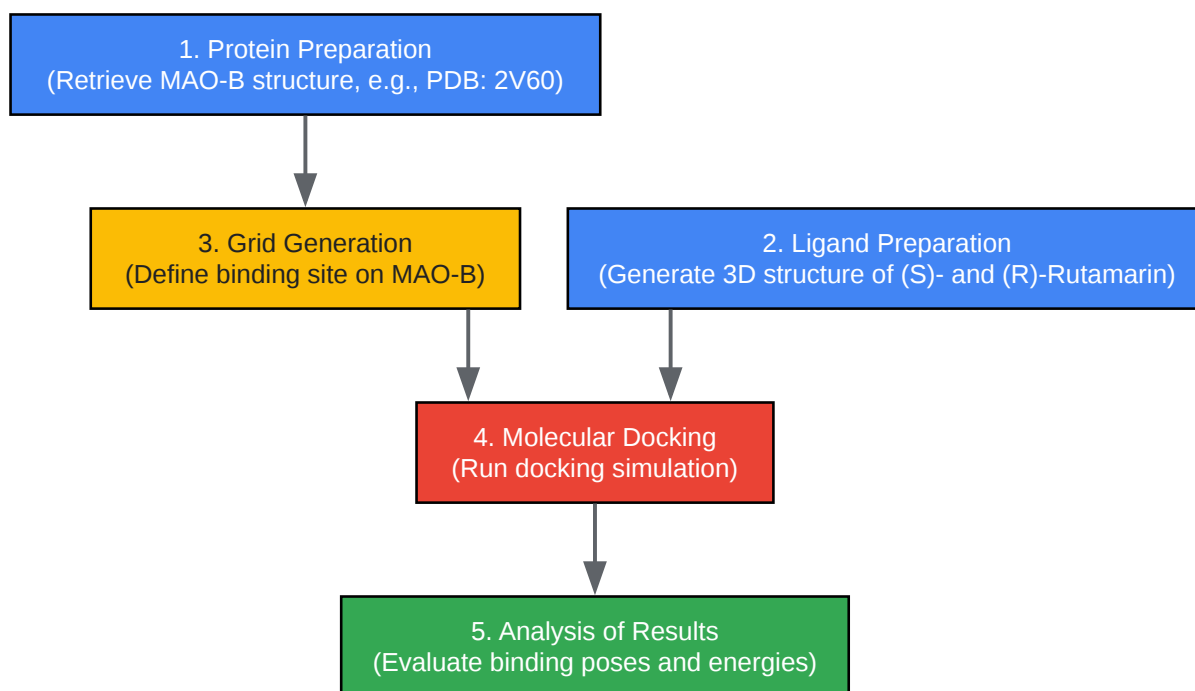 1. Protein Preparation
(Retrieve MAO-B structure, e.g., PDB: 2V60)
3. Grid Generation
(Define binding site on MAO-B)
2. Ligand Preparation
(Generate 3D structure of (S)- and (R)-Rutamarin)
4. Molecular Docking
(Run docking simulation)
5. Analysis of Results
(Evaluate binding poses and energies)